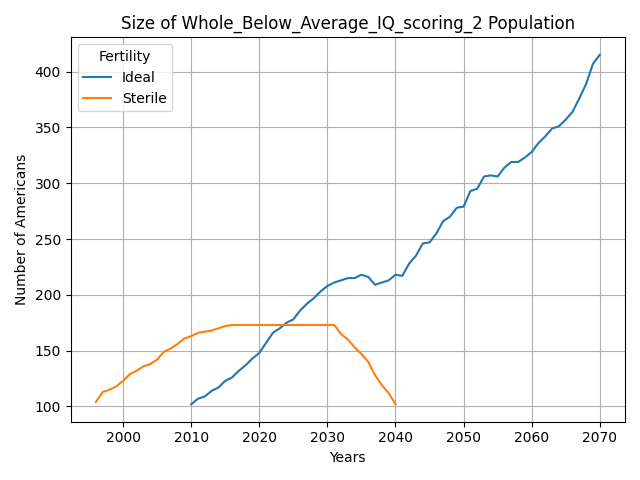 Size of Whole_Below_Average_IQ_scoring_2 Population
Fertility
Ideal
Sterile
Number of Americans
400
350
300
250
200
150
100
2000
2010
2020
2030
2040
2050
2060
2070
Years